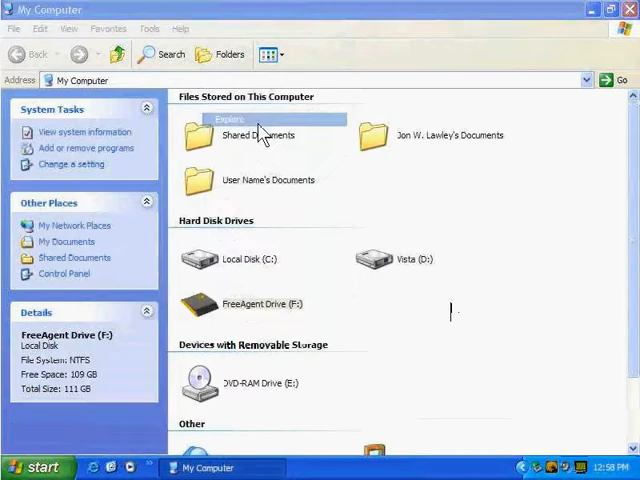 My Computer
File Edit View Favorites Tools Help
Back Search Folders
Address My Computer Go
System Tasks
View system information
Add or remove programs
Change a setting
Other Places
My Network Places
My Documents
Shared Documents
Control Panel
Details
FreeAgent Drive (F:)
Local Disk
File System: NTFS
Free Space: 109 GB
Total Size: 111 GB
Files Stored on This Computer
Explore
Shared Documents Jon W. Lawley's Documents
User Name's Documents
Hard Disk Drives
Local Disk (C:) Vista (D:)
FreeAgent Drive (F:)
Devices with Removable Storage
DVD-RAM Drive (E:)
Other
start My Computer 12:58 PM